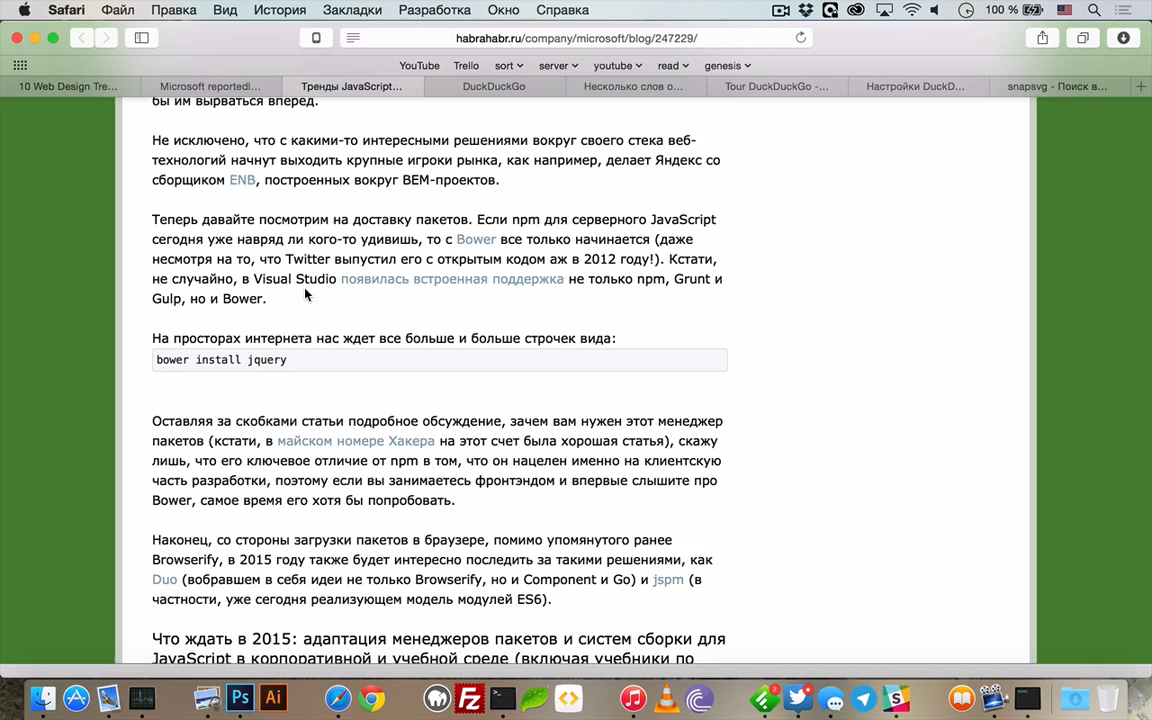 Safari Файл Правка Вид История Закладки Разработка Окно Справка 100 %
habrahabr.ru/company/microsoft/blog/247229/
YouTube Trello sort server youtube read genesis
10 Web Design Tre... Microsoft reportedl... Тренды JavaScript... DuckDuckGo Несколько слов о... Tour DuckDuckGo -... Настройки DuckD... snapsvg - Поиск в...
бы им вырваться вперед.
Не исключено, что с какими-то интересными решениями вокруг своего стека веб-
технологий начнут выходить крупные игроки рынка, как например, делает Яндекс со
сборщиком ENB, построенных вокруг BEM-проектов.
Теперь давайте посмотрим на доставку пакетов. Если npm для серверного JavaScript
сегодня уже навряд ли кого-то удивишь, то с Bower все только начинается (даже
несмотря на то, что Twitter выпустил его с открытым кодом аж в 2012 году!). Кстати,
не случайно, в Visual Studio появилась встроенная поддержка не только npm, Grunt и
Gulp, но и Bower.
На просторах интернета нас ждет все больше и больше строчек вида:
bower install jquery
Оставляя за скобками статьи подробное обсуждение, зачем вам нужен этот менеджер
пакетов (кстати, в майском номере Хакера на этот счет была хорошая статья), скажу
лишь, что его ключевое отличие от npm в том, что он нацелен именно на клиентскую
часть разработки, поэтому если вы занимаетесь фронтэндом и впервые слышите про
Bower, самое время его хотя бы попробовать.
Наконец, со стороны загрузки пакетов в браузере, помимо упомянутого ранее
Browserify, в 2015 году также будет интересно последить за такими решениями, как
Duo (вобравшем в себя идеи не только Browserify, но и Component и Go) и jspm (в
частности, уже сегодня реализующем модель модулей ES6).
Что ждать в 2015: адаптация менеджеров пакетов и систем сборки для
JavaScript в корпоративной и учебной среде (включая учебники по
Ps Ai Fz